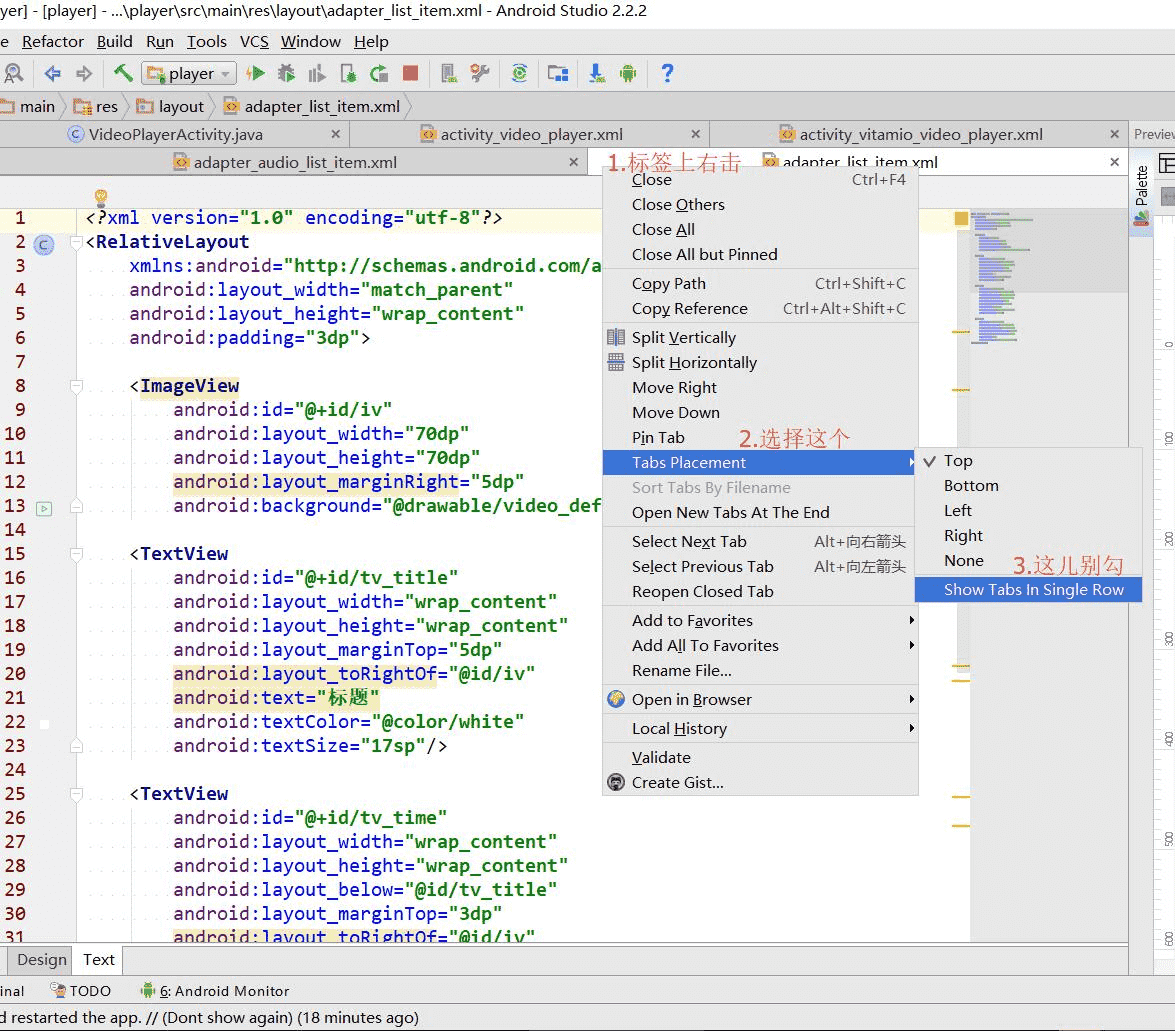 yer] - [player] - ...\player\src\main\res\layout\adapter_list_item.xml - Android Studio 2.2.2
e Refactor Build Run Tools VCS Window Help
player
main res layout adapter_list_item.xml
VideoPlayerActivity.java activity_video_player.xml activity_vitamio_video_player.xml Preview
adapter_audio_list_item.xml adapter_list_item.xml
1.标签上右击
Palette
Close Ctrl+F4
Close Others
Close All
Close All but Pinned
Copy Path Ctrl+Shift+C
Copy Reference Ctrl+Alt+Shift+C
Split Vertically
Split Horizontally
Move Right
Move Down
Pin Tab
2.选择这个
Tabs Placement
Sort Tabs By Filename
Open New Tabs At The End
Select Next Tab Alt+向右箭头
Select Previous Tab Alt+向左箭头
Reopen Closed Tab
Add to Favorites
Add All To Favorites
Rename File...
Open in Browser
Local History
Validate
Create Gist...
Top
Bottom
Left
Right
None
3.这儿别勾
Show Tabs In Single Row
1 <?xml version="1.0" encoding="utf-8"?>
2 <RelativeLayout
3 xmlns:android="http://schemas.android.com/a
4 android:layout_width="match_parent"
5 android:layout_height="wrap_content"
6 android:padding="3dp">
7
8 <ImageView
9 android:id="@+id/iv"
10 android:layout_width="70dp"
11 android:layout_height="70dp"
12 android:layout_marginRight="5dp"
13 android:background="@drawable/video_def
14
15 <TextView
16 android:id="@+id/tv_title"
17 android:layout_width="wrap_content"
18 android:layout_height="wrap_content"
19 android:layout_marginTop="5dp"
20 android:layout_toRightOf="@id/iv"
21 android:text="标题"
22 android:textColor="@color/white"
23 android:textSize="17sp"/>
24
25 <TextView
26 android:id="@+id/tv_time"
27 android:layout_width="wrap_content"
28 android:layout_height="wrap_content"
29 android:layout_below="@id/tv_title"
30 android:layout_marginTop="3dp"
31 android:layout_toRightOf="@id/iv"
0
100
200
300
400
500
600
Design Text
inal TODO 6: Android Monitor
d restarted the app. // (Dont show again) (18 minutes ago)